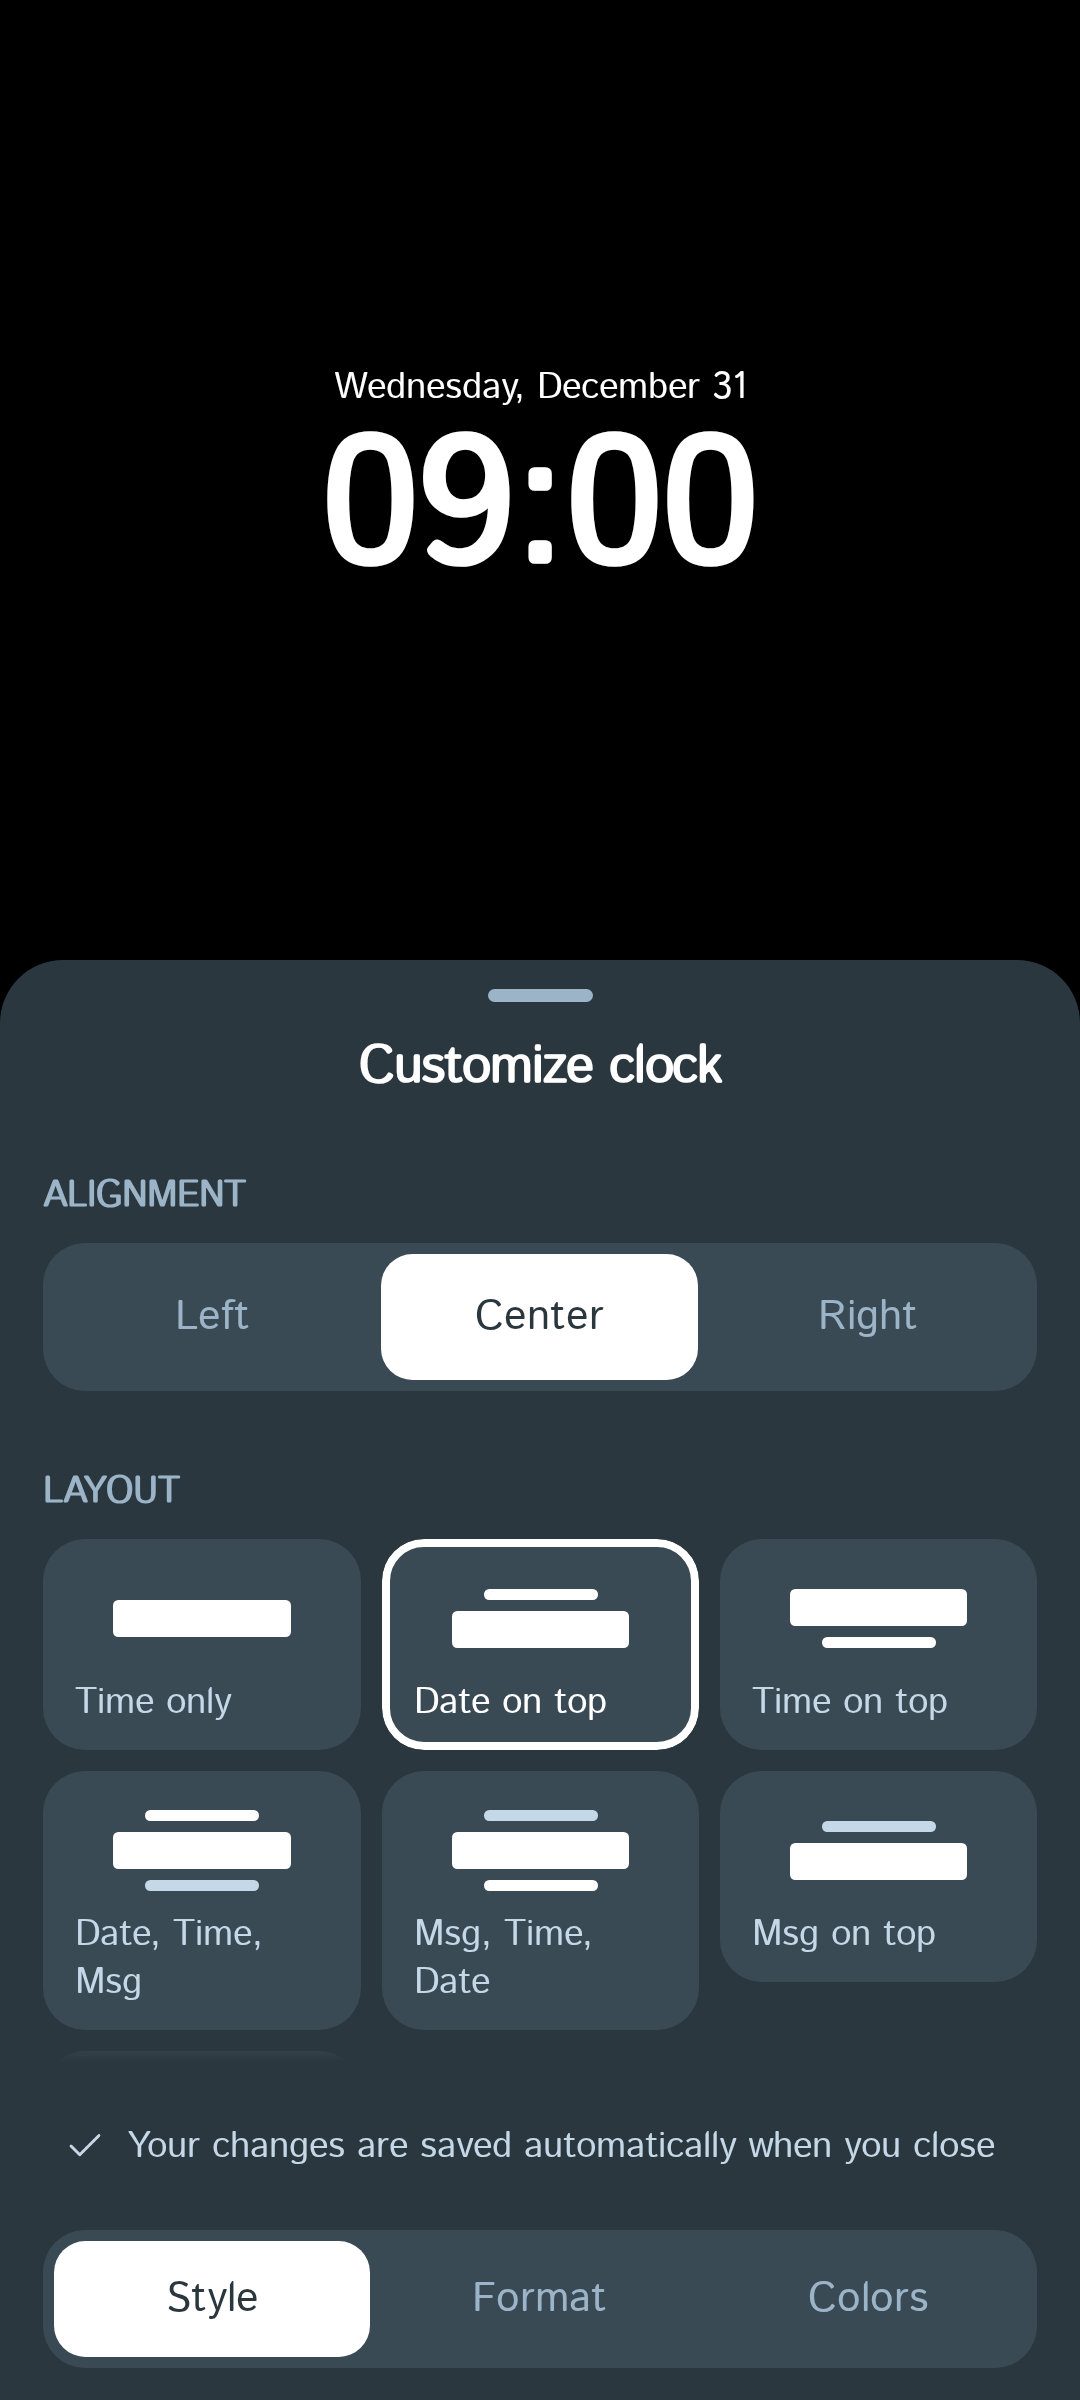 Wednesday, December 31
09:00
Customize clock
ALIGNMENT
Left
Center
Right
LAYOUT
Time only
Date on top
Time on top
Date, Time,
Msg
Msg, Time,
Date
Msg on top
Your changes are saved automatically when you close
Style
Format
Colors